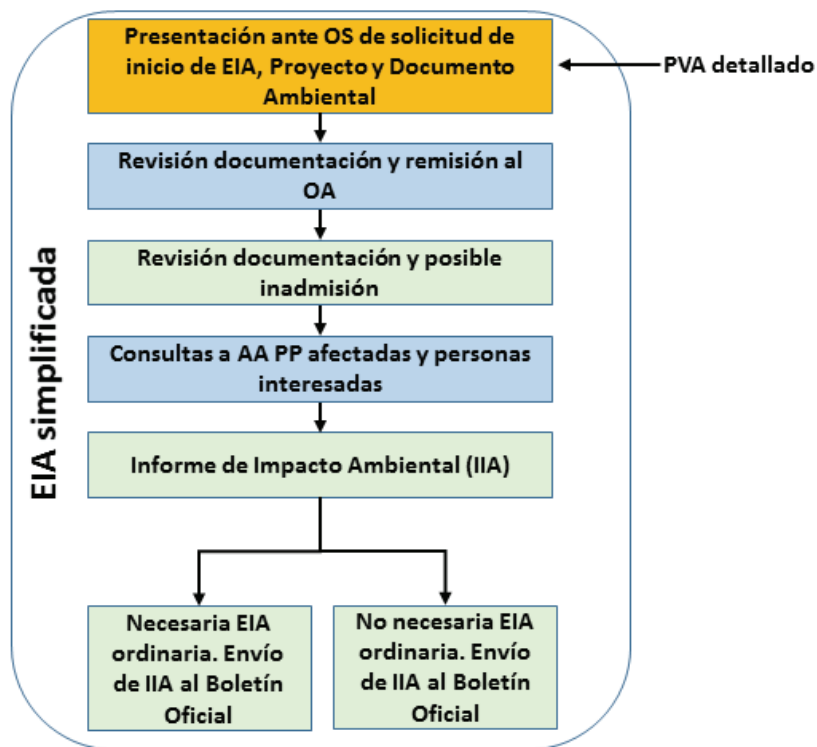 Presentación ante OS de solicitud de
inicio de EIA, Proyecto y Documento
Ambiental
PVA detallado
Revisión documentación y remisión al
OA
Revisión documentación y posible
inadmisión
Consultas a AA PP afectadas y personas
interesadas
Informe de Impacto Ambiental (IIA)
EIA simplificada
Necesaria EIA
ordinaria. Envío
de IIA al Boletín
Oficial
No necesaria EIA
ordinaria. Envío
de IIA al Boletín
Oficial